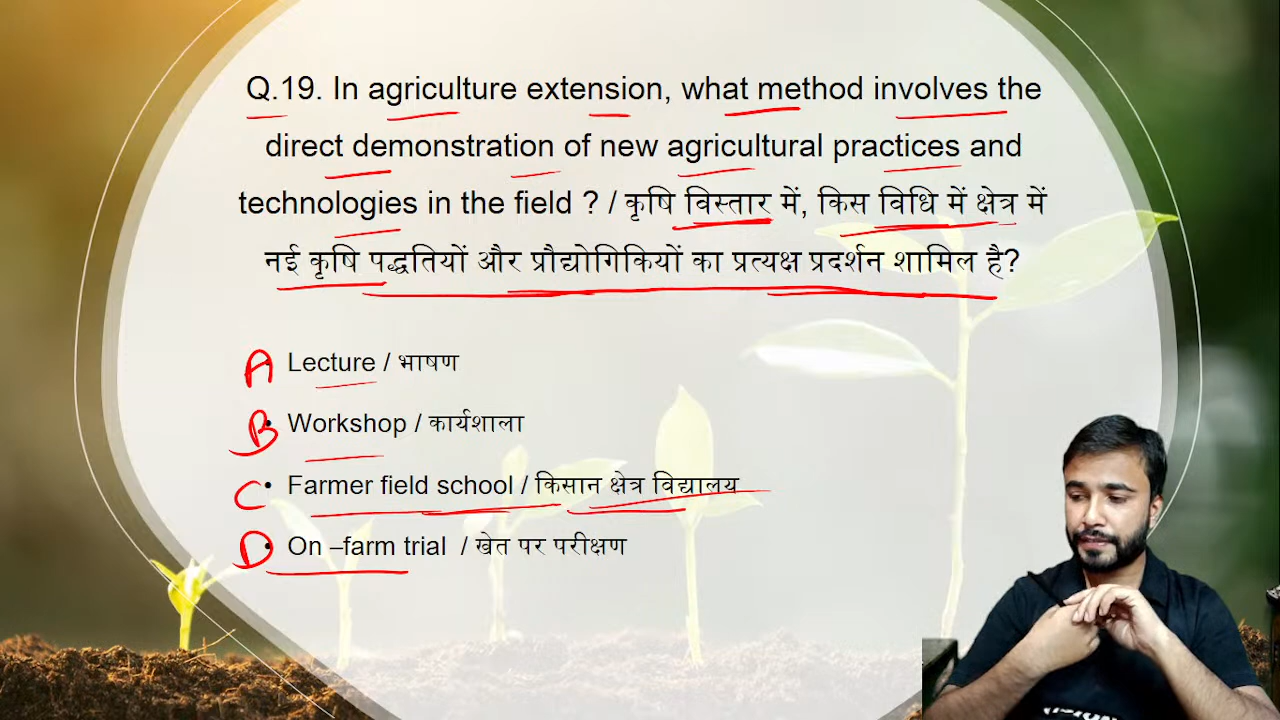 Q.19. In agriculture extension, what method involves the
direct demonstration of new agricultural practices and
technologies in the field ? / कृषि विस्तार में, किस विधि में क्षेत्र में
नई कृषि पद्धतियों और प्रौद्योगिकियों का प्रत्यक्ष प्रदर्शन शामिल है?
A Lecture / भाषण
B • Workshop / कार्यशाला
C • Farmer field school / किसान क्षेत्र विद्यालय
D • On –farm trial / खेत पर परीक्षण